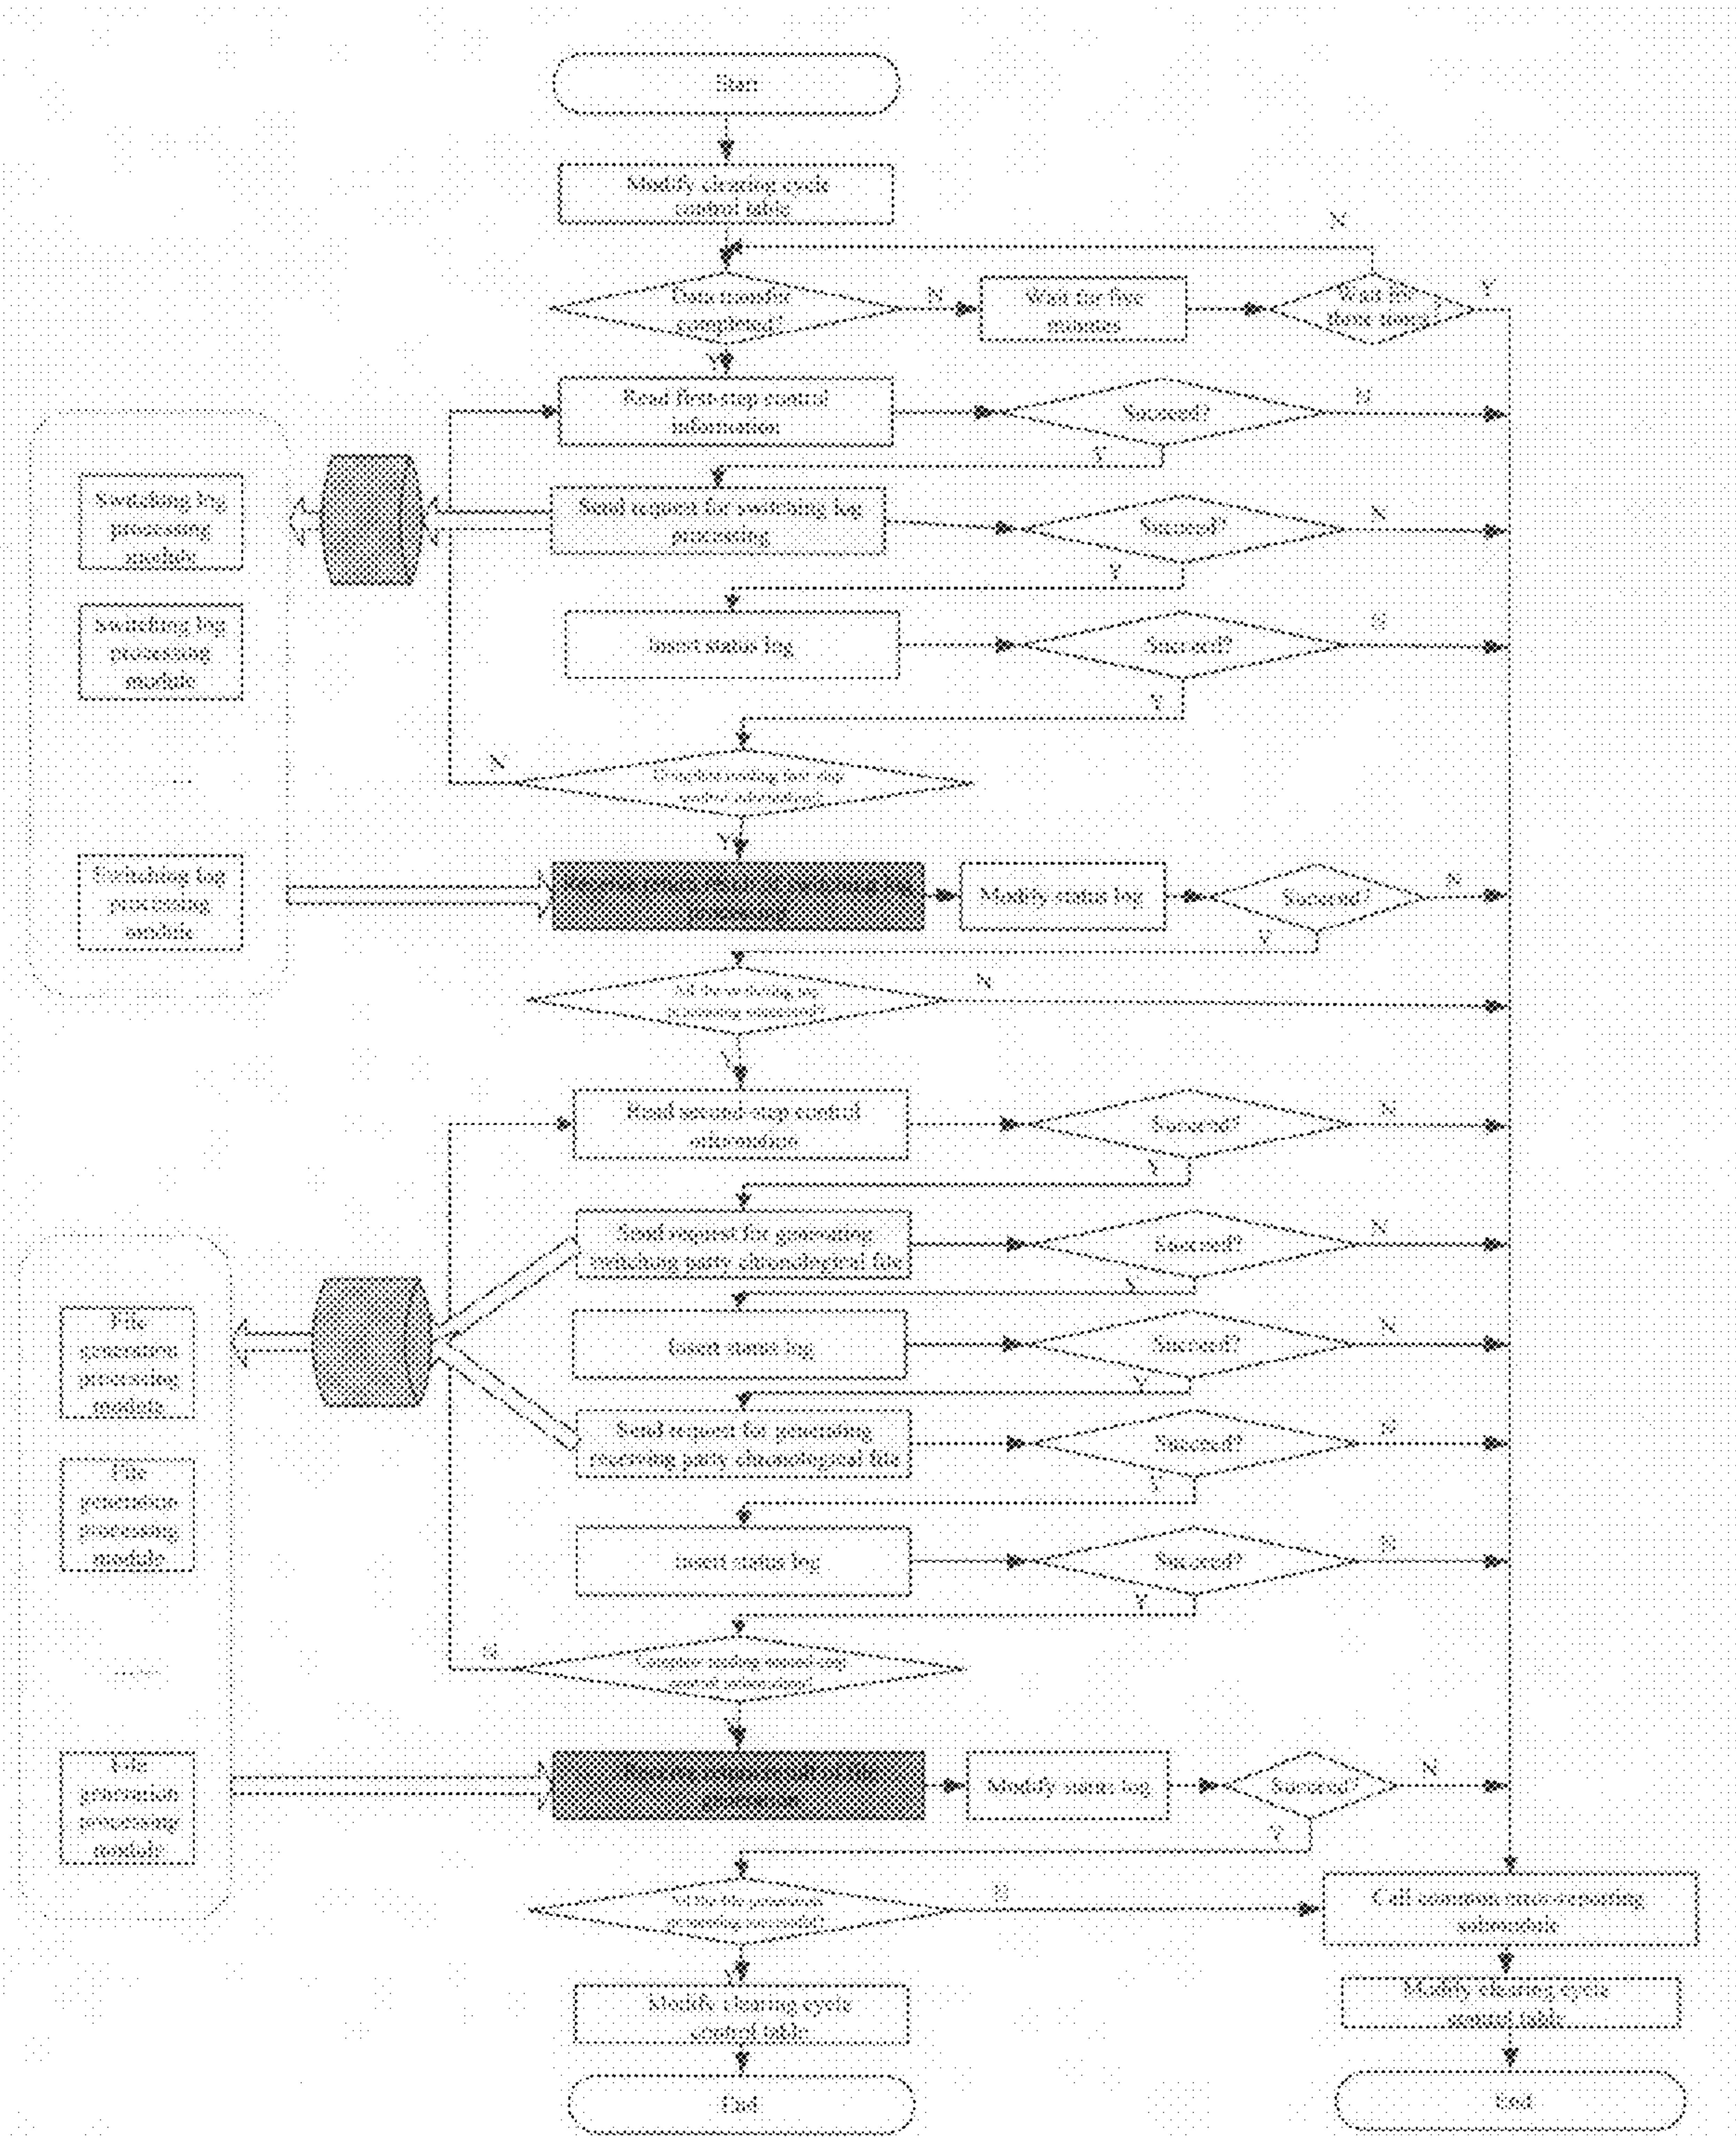 Start
Modify clearing cycle
control table
N
Data transfer
completed?
N
Wait for five
minutes
Wait for
three times?
Y
Y
Read first-step control
information
Succeed?
N
Y
Switching log
processing
module
Send request for switching log
processing
Succeed?
N
Y
Switching log
processing
module
Insert status log
Succeed?
N
Y
...
N
Y
Switching log
processing
module
Modify status log
Succeed?
N
Y
N
Y
Read second-step control
information
Succeed?
N
Y
Send request for generating
switching party chronological file
Succeed?
N
Y
File
generation
processing
module
Insert status log
Succeed?
N
Y
Send request for generating
receiving party chronological file
Succeed?
N
Y
File
generation
processing
module
Insert status log
Succeed?
N
Y
N
Y
File
generation
processing
module
Modify status log
Succeed?
N
Y
N
Call common error-reporting
submodule
Y
Modify clearing cycle
control table
Modify clearing cycle
control table
End
End